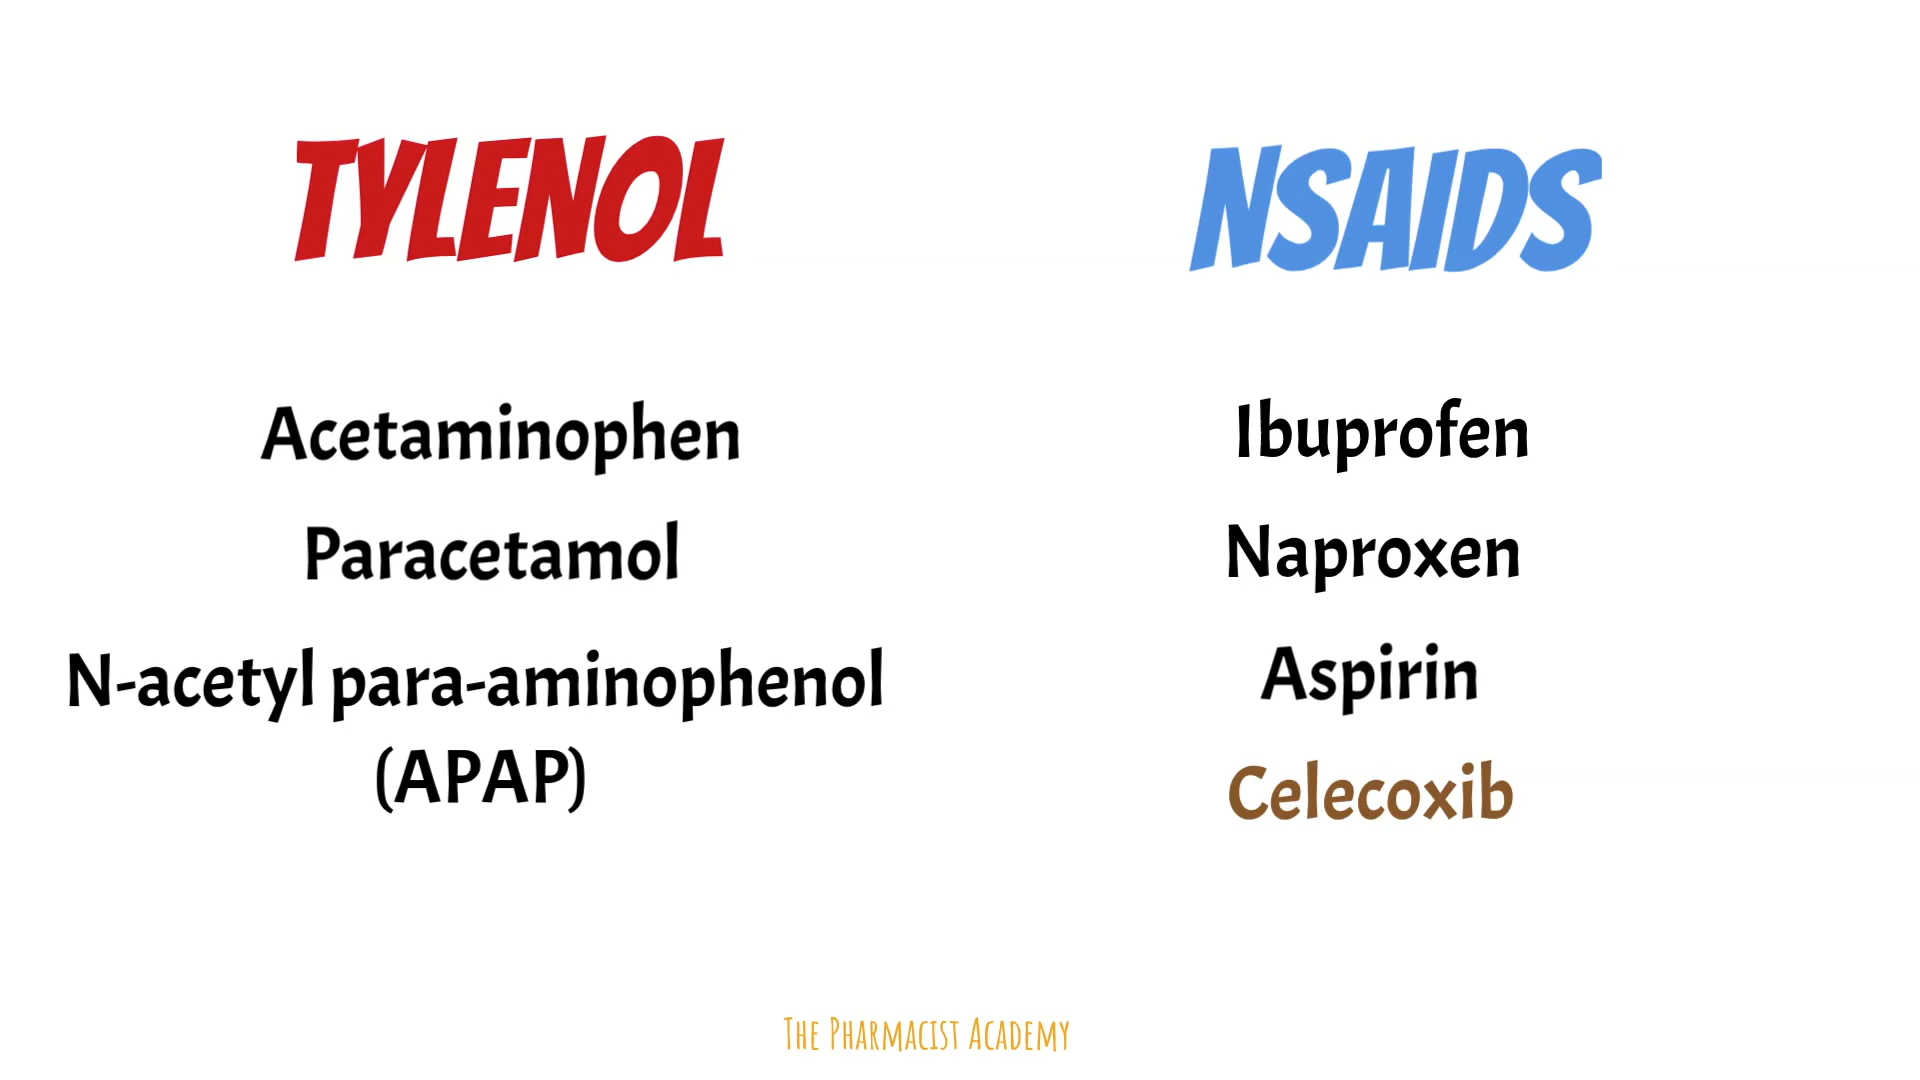 TYLENOL
Acetaminophen
Paracetamol
N-acetyl para-aminophenol
(APAP)
NSAIDS
Ibuprofen
Naproxen
Aspirin
Celecoxib
The Pharmacist Academy